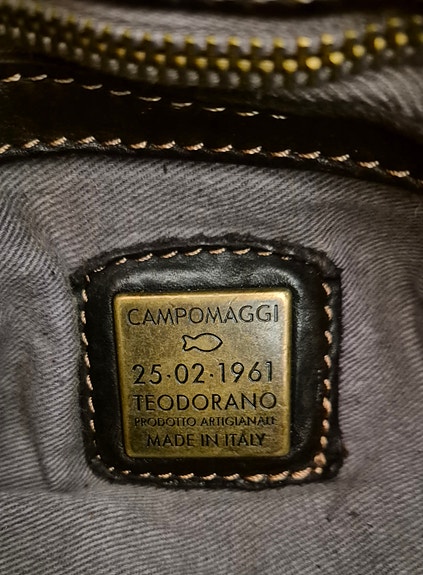 CAMPOMAGGI
25·02·1961
TEODORANO
PRODOTTO ARTIGIANALE
MADE IN ITALY